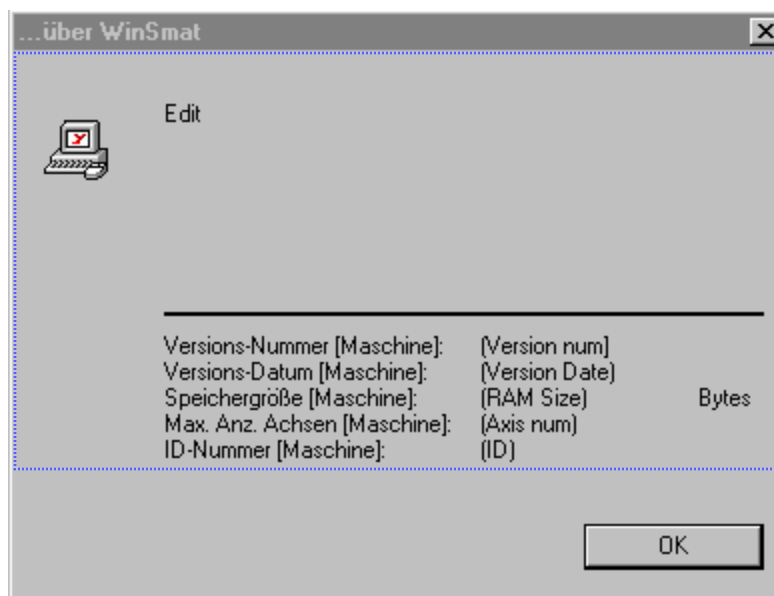 ...über WinSmat
Edit
Versions-Nummer [Maschine]: (Version num]
Versions-Datum [Maschine]: (Version Date)
Speichergröße [Maschine]: (RAM Size) Bytes
Max. Anz. Achsen [Maschine]: (Axis num)
ID-Nummer [Maschine]: (ID)
OK